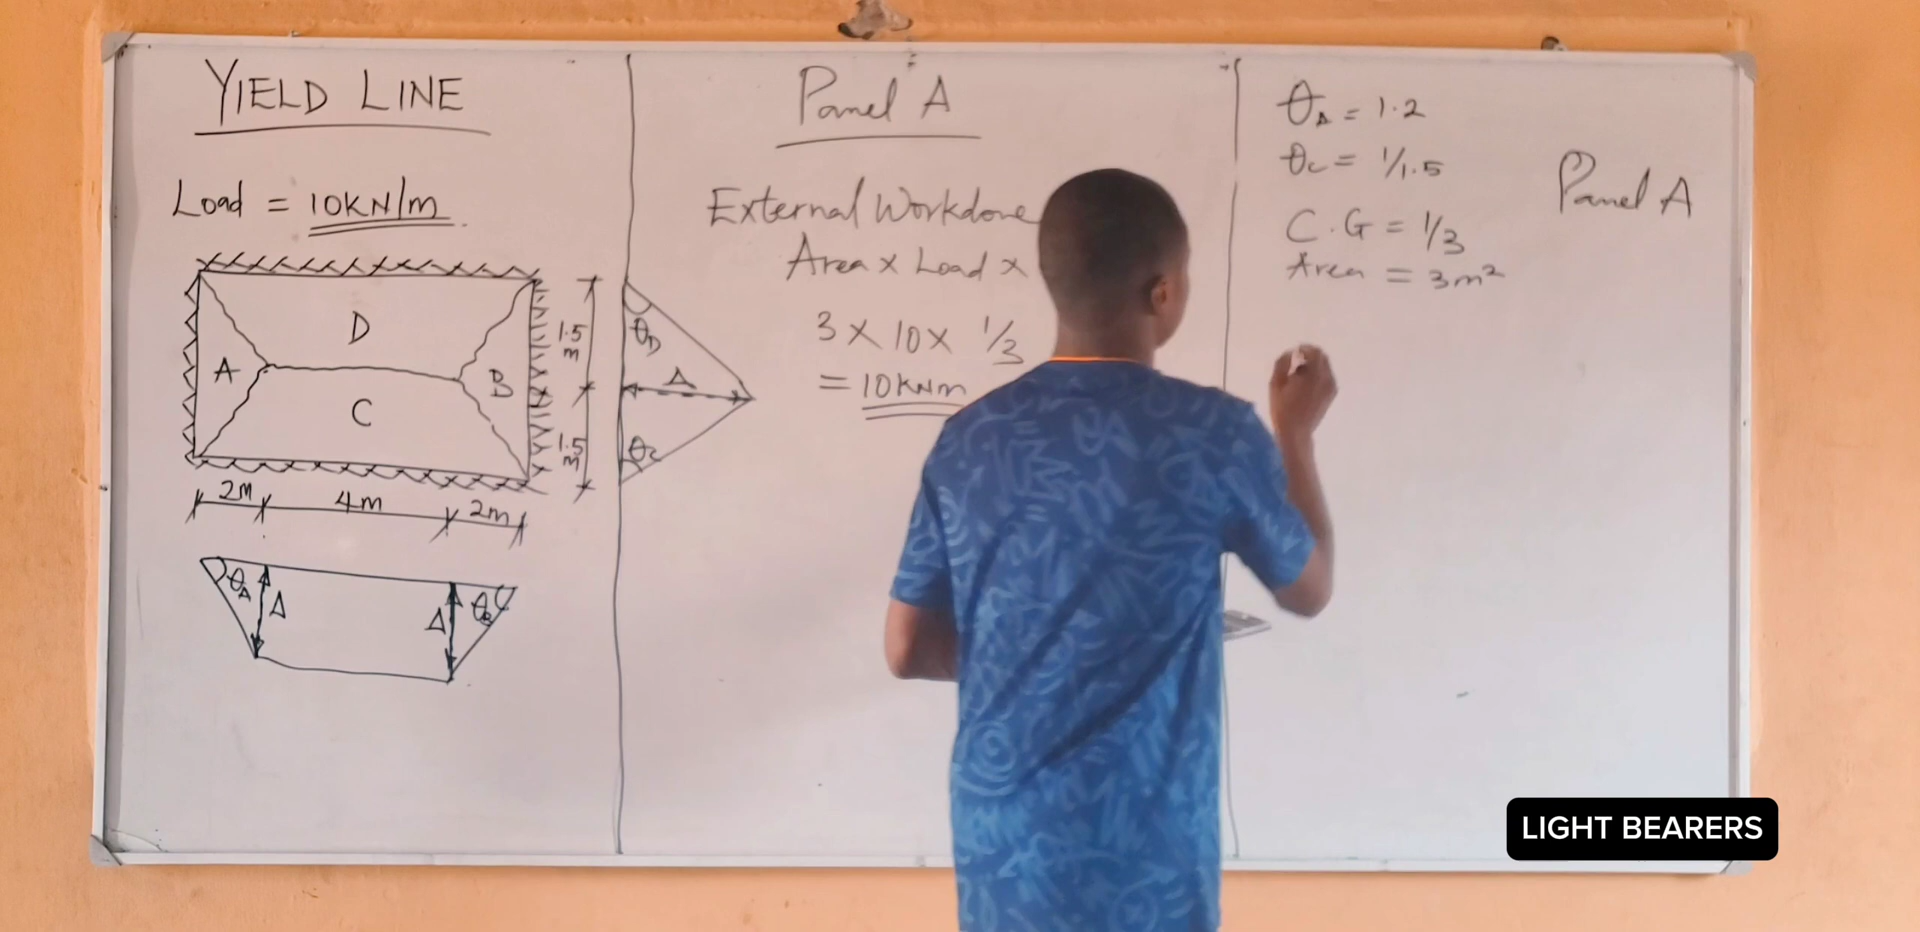 YIELD LINE
Load = 10KN/m
D
A
B
C
1.5
m
1.5
m
2M
4m
2m
θA
Δ
Δ
θB
θD
Δ
θc
Panel A
External Workdone
Area x Load x
3 x 10 x 1/3
= 10KNm
θA = 1.2
θc = 1/1.5
C.G = 1/3
Area = 3m²
Panel A
LIGHT BEARERS